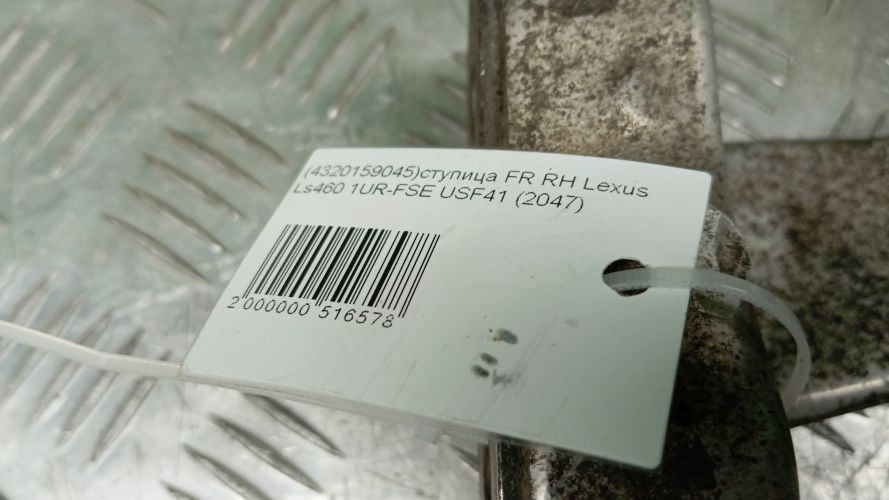 (4320159045)ступица FR RH Lexus
Ls460 1UR-FSE USF41 (2047)
2 000000 516578